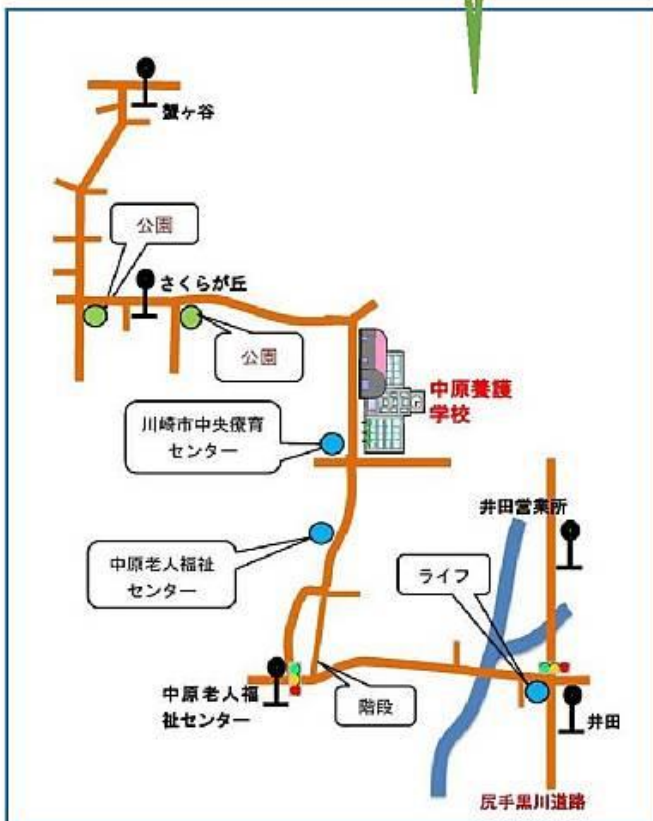 蟹ヶ谷
公園
さくらが丘
公園
中原養護
学校
川崎市中央療育
センター
井田営業所
中原老人福祉
センター
ライフ
中原老人福
祉センター
階段
井田
尻手黒川道路